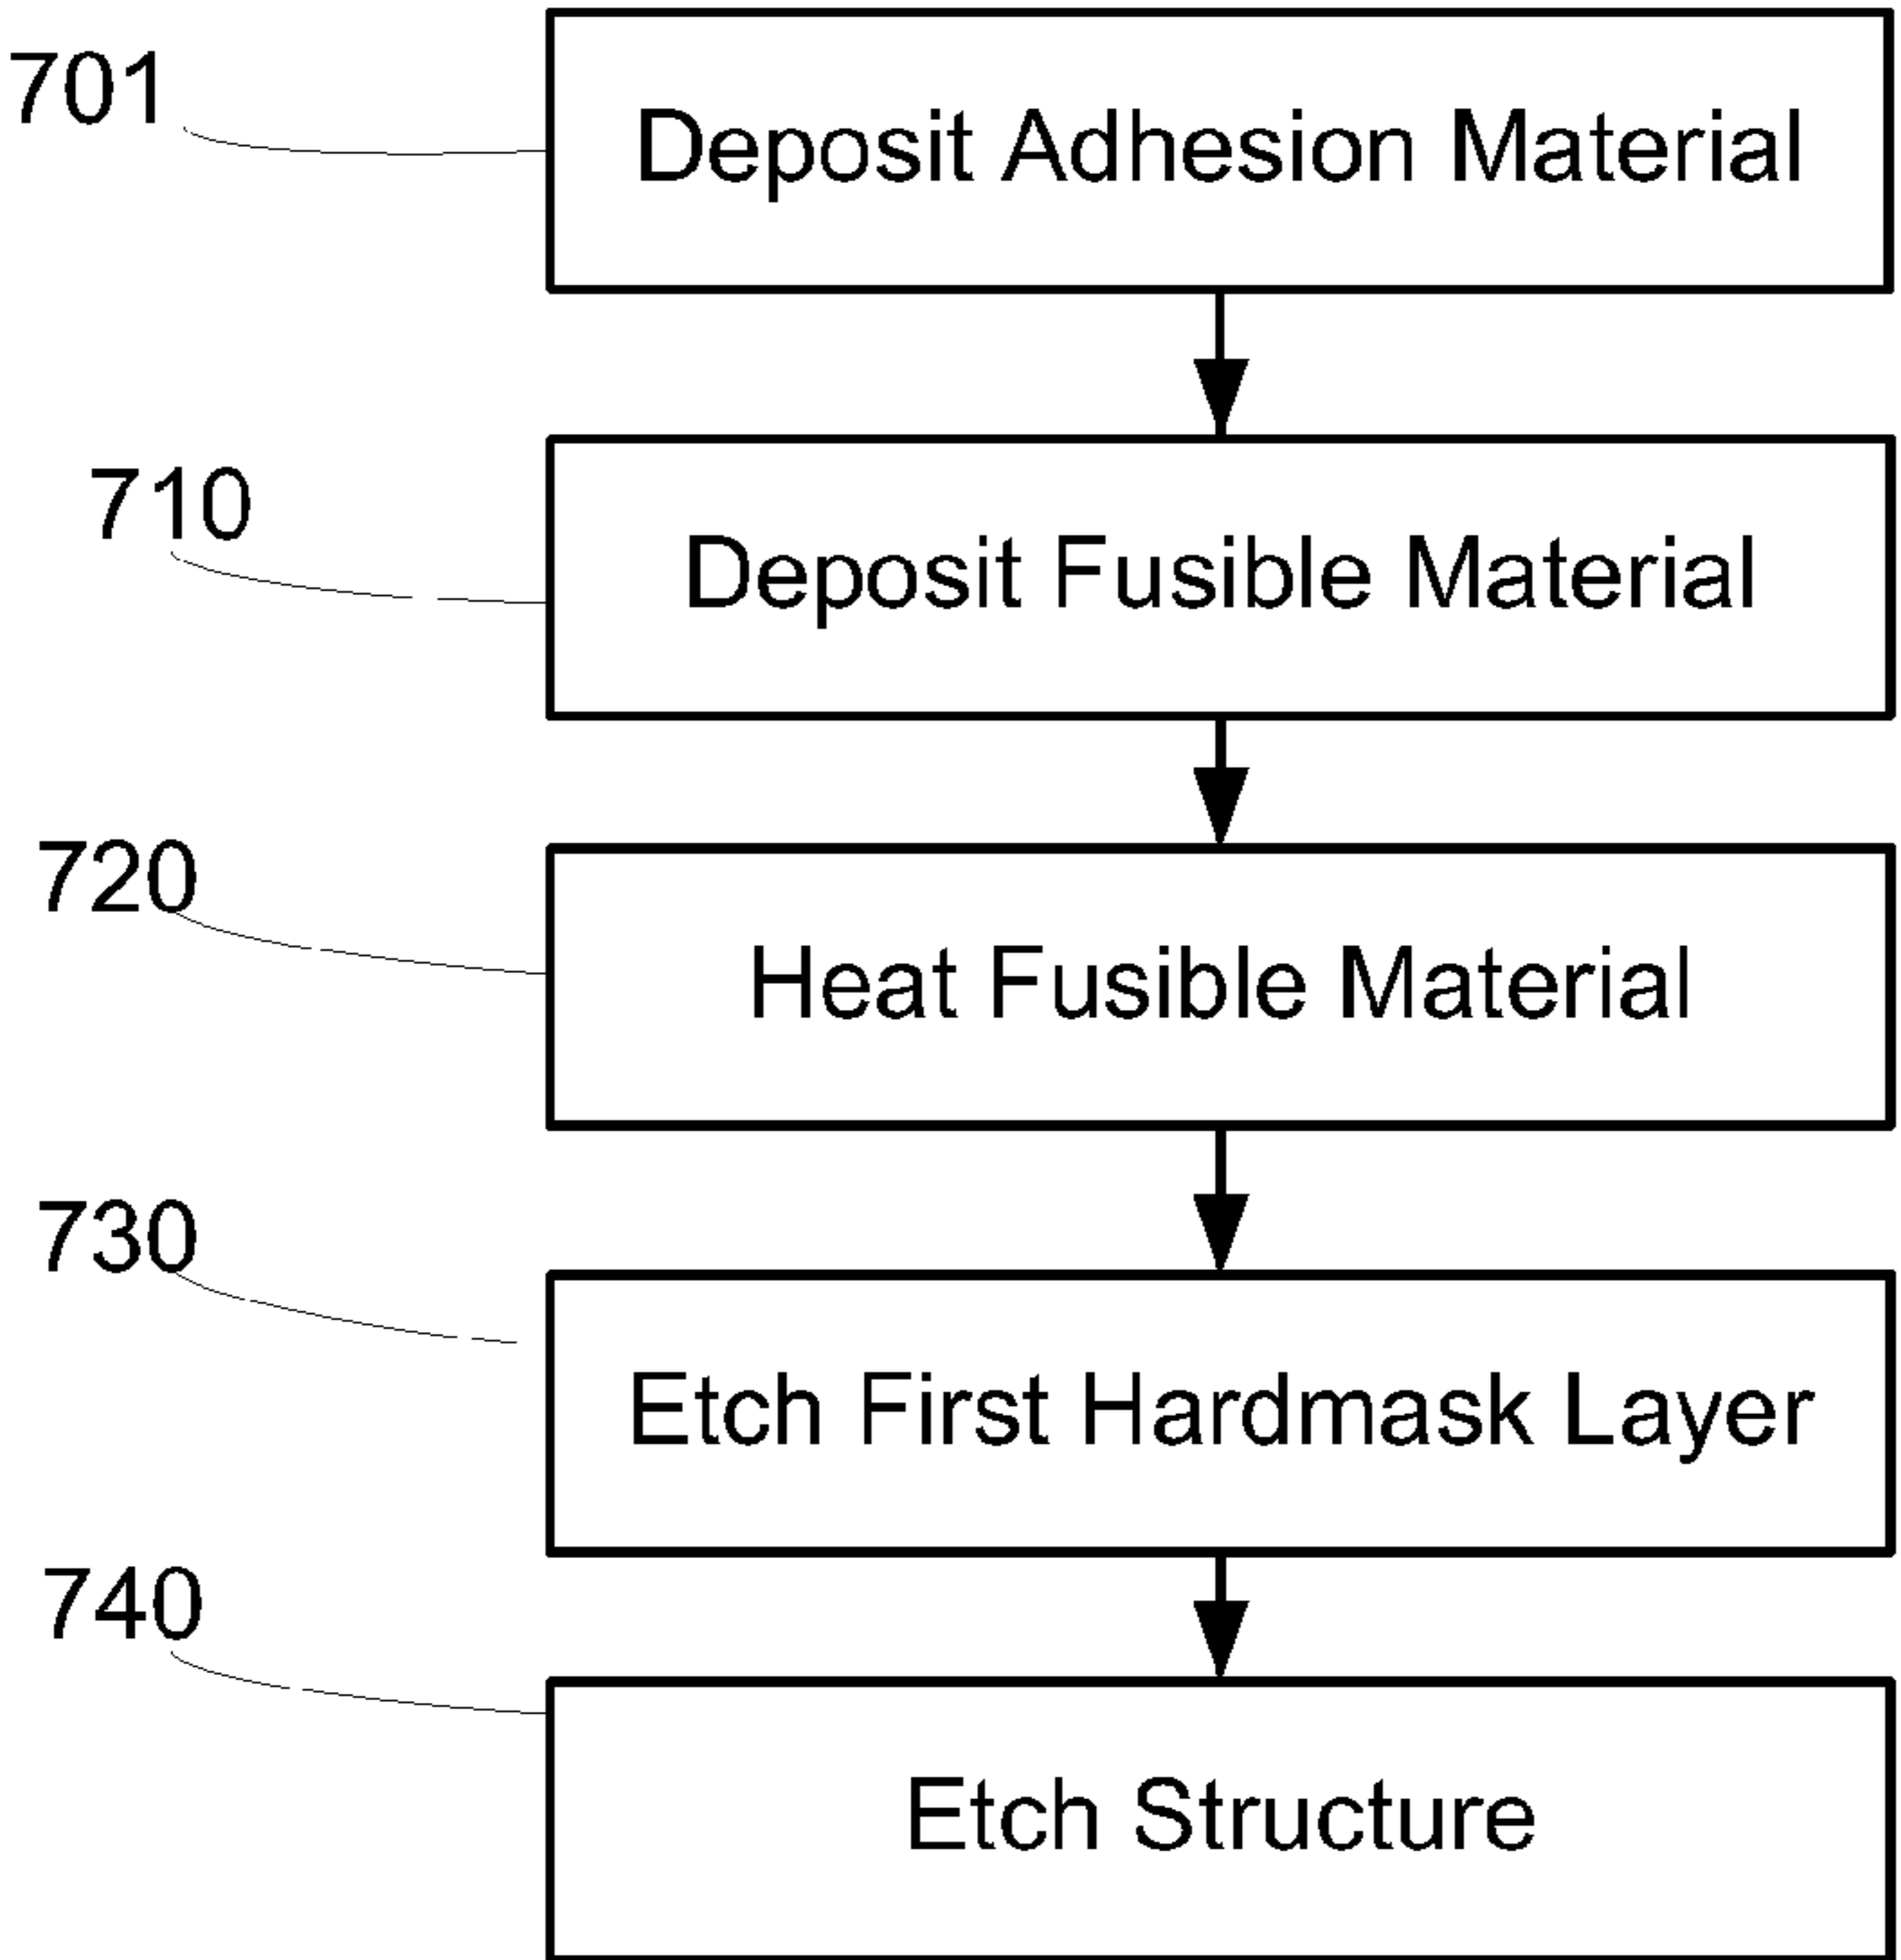 701
Deposit Adhesion Material
710
Deposit Fusible Material
720
Heat Fusible Material
730
Etch First Hardmask Layer
740
Etch Structure